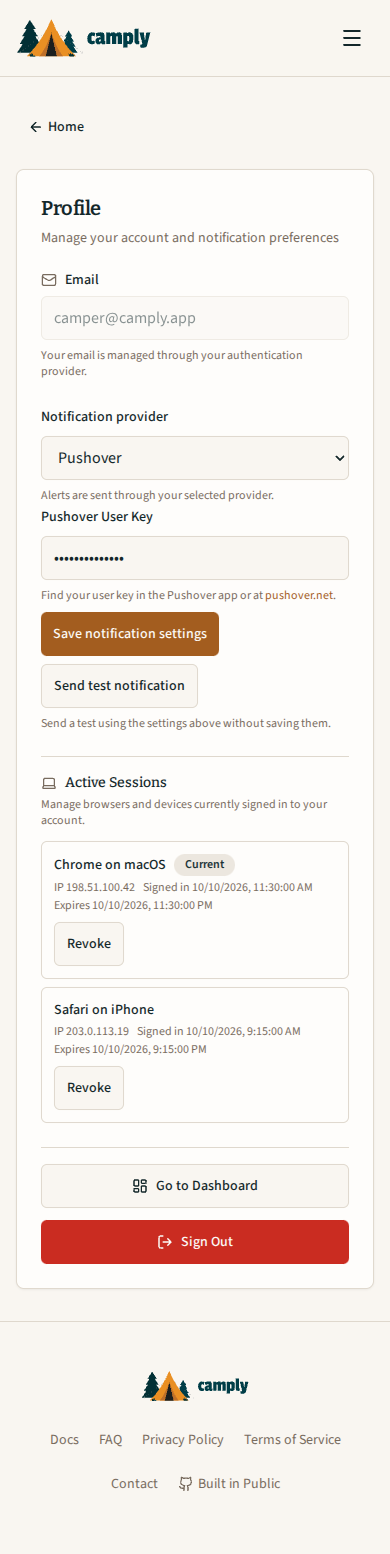 camply
Home
Profile
Manage your account and notification preferences
Email
camper@camply.app
Your email is managed through your authentication
provider.
Notification provider
Pushover
Alerts are sent through your selected provider.
Pushover User Key
••••••••••••••
Find your user key in the Pushover app or at pushover.net.
Save notification settings
Send test notification
Send a test using the settings above without saving them.
Active Sessions
Manage browsers and devices currently signed in to your
account.
Chrome on macOS Current
IP 198.51.100.42 Signed in 10/10/2026, 11:30:00 AM
Expires 10/10/2026, 11:30:00 PM
Revoke
Safari on iPhone
IP 203.0.113.19 Signed in 10/10/2026, 9:15:00 AM
Expires 10/10/2026, 9:15:00 PM
Revoke
Go to Dashboard
Sign Out
camply
Docs FAQ Privacy Policy Terms of Service
Contact Built in Public